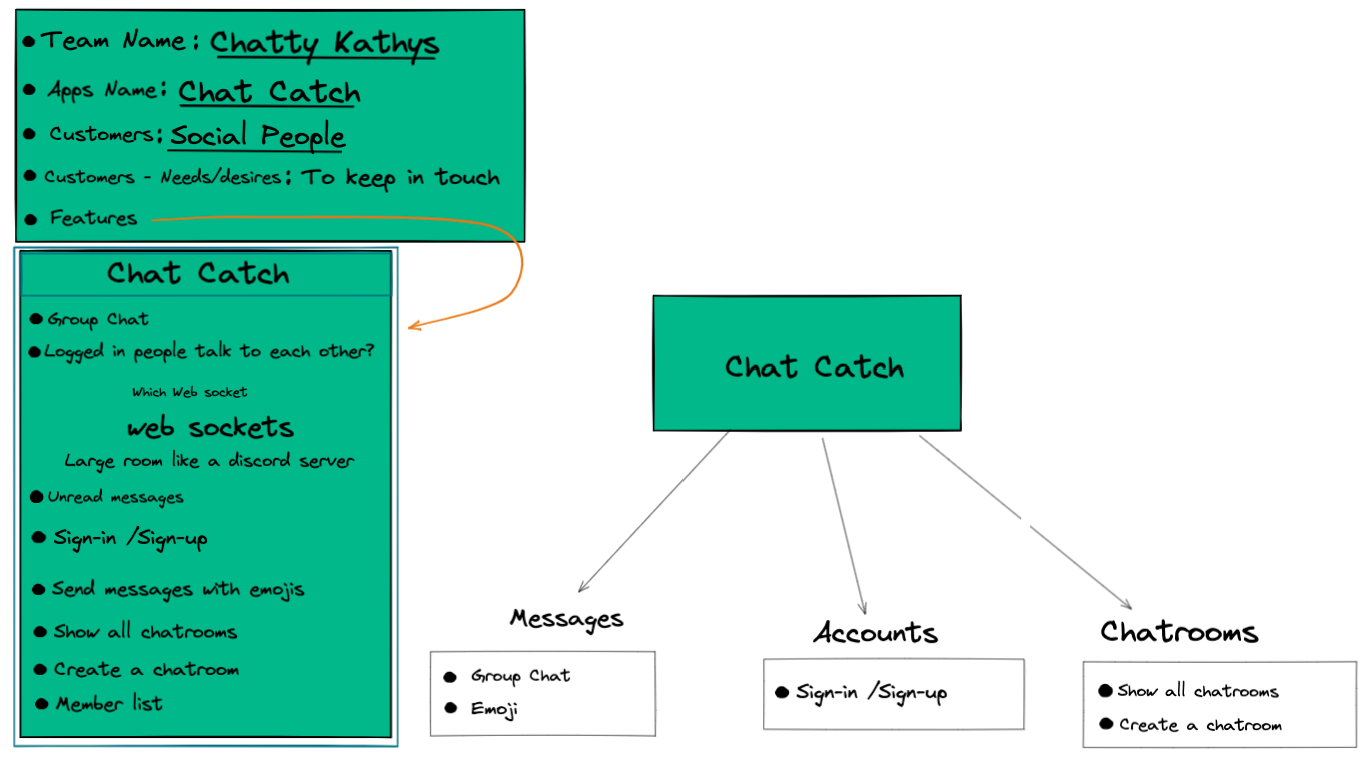 Team Name: Chatty Kathys
Apps Name: Chat Catch
Customers: Social People
Customers - Needs/desires: To keep in touch
Features
Chat Catch
Group Chat
Logged in people talk to each other?
Which Web socket
web sockets
Large room like a discord server
Unread messages
Sign-in /Sign-up
Send messages with emojis
Show all chatrooms
Create a chatroom
Member list
Chat Catch
Messages
Group Chat
Emoji
Accounts
Sign-in /Sign-up
Chatrooms
Show all chatrooms
Create a chatroom